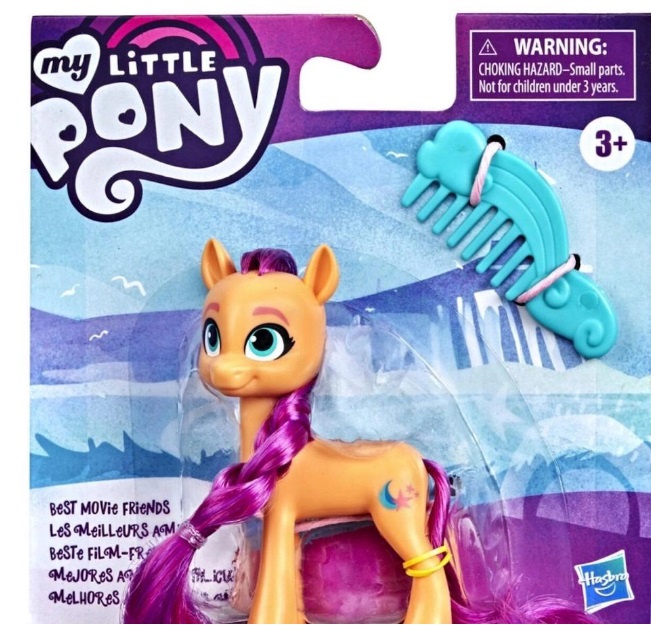 my LiTTLE
PONY
WARNING:
CHOKING HAZARD–Small parts.
Not for children under 3 years.
3+
BeST MOVie FRieNDS
LeS MeiLLeURS
BeSTe FiLM-FR
MeJOReS
MeLHOReS
Hasbro